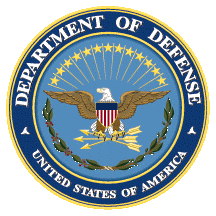 DEPARTMENT OF DEFENSE
UNITED STATES OF AMERICA